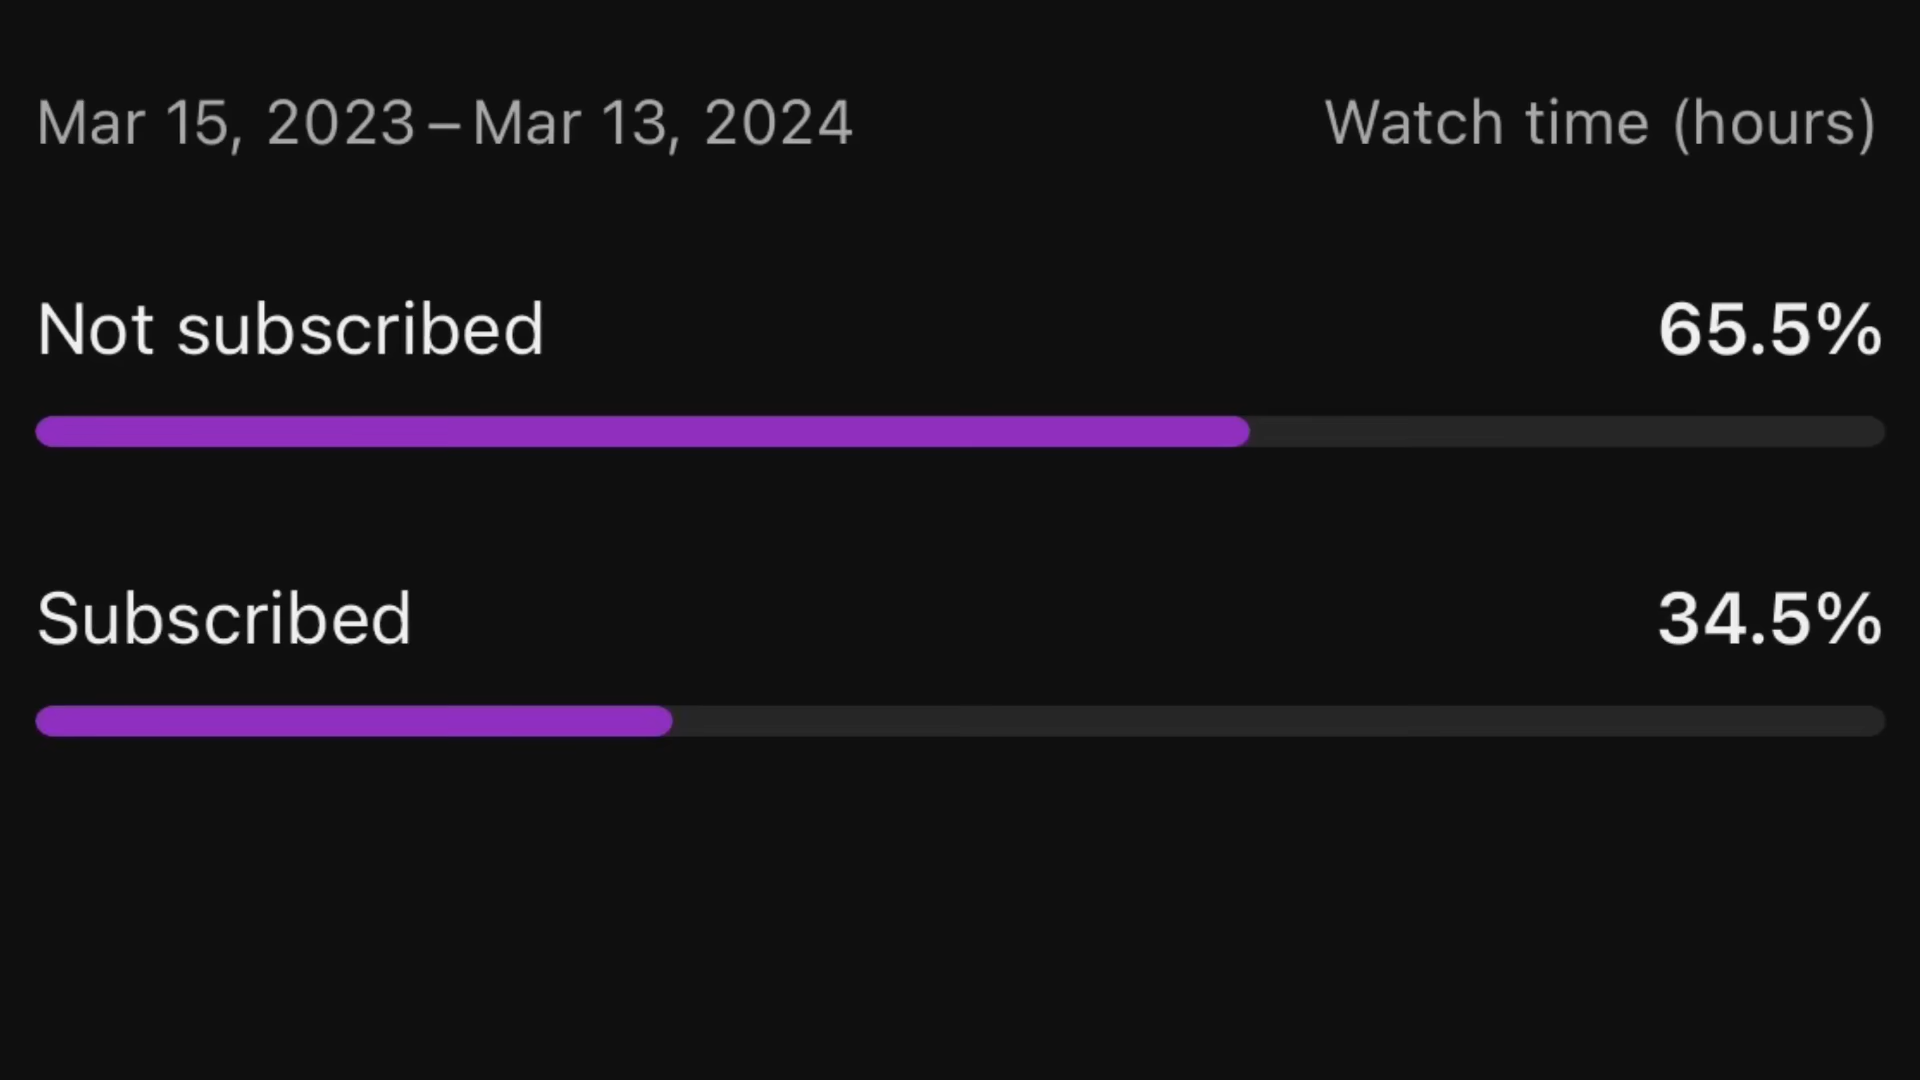 Mar 15, 2023 – Mar 13, 2024 Watch time (hours)
Not subscribed 65.5%
Subscribed 34.5%